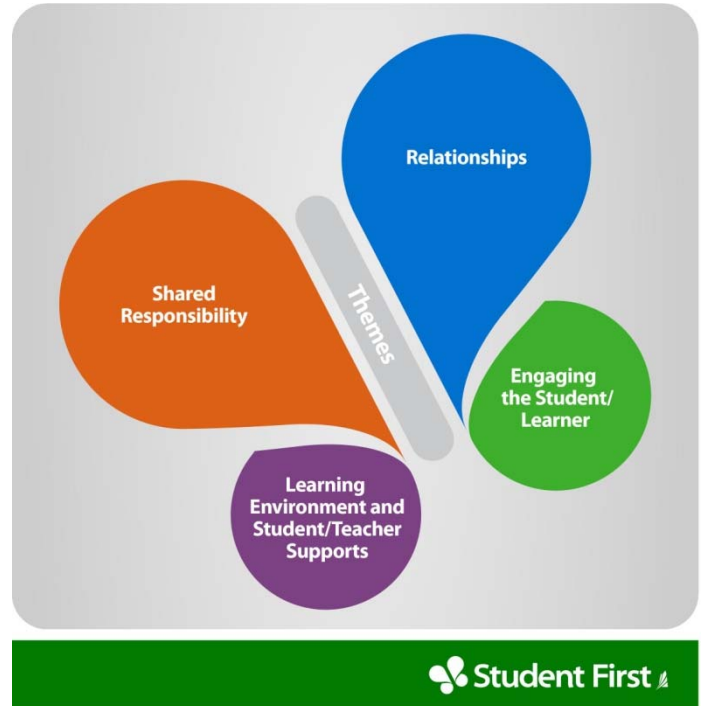 Relationships
Shared
Responsibility
Themes
Engaging
the Student/
Learner
Learning
Environment and
Student/Teacher
Supports
Student First